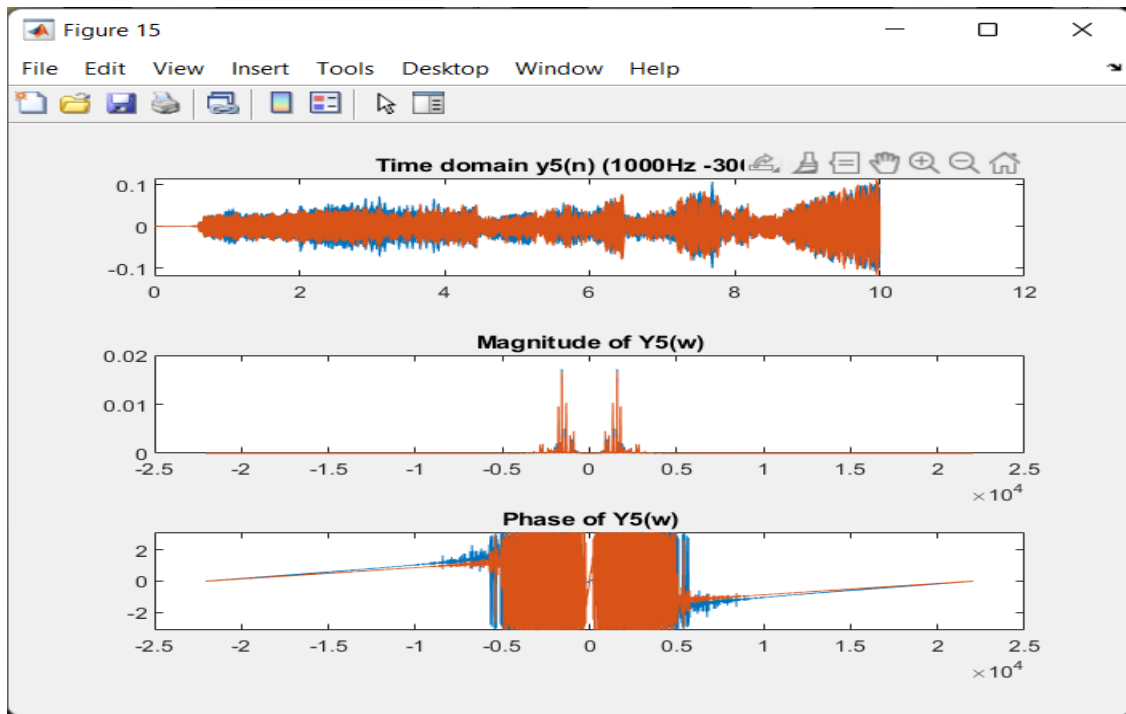 Figure 15
File Edit View Insert Tools Desktop Window Help
Time domain y5(n) (1000Hz
0.1
0
-0.1
0 2 4 6 8 10 12
Magnitude of Y5(w)
0.02
0.01
0
-2.5 -2 -1.5 -1 -0.5 0 0.5 1 1.5 2 2.5
×10^4
Phase of Y5(w)
2
0
-2
-2.5 -2 -1.5 -1 -0.5 0 0.5 1 1.5 2 2.5
×10^4